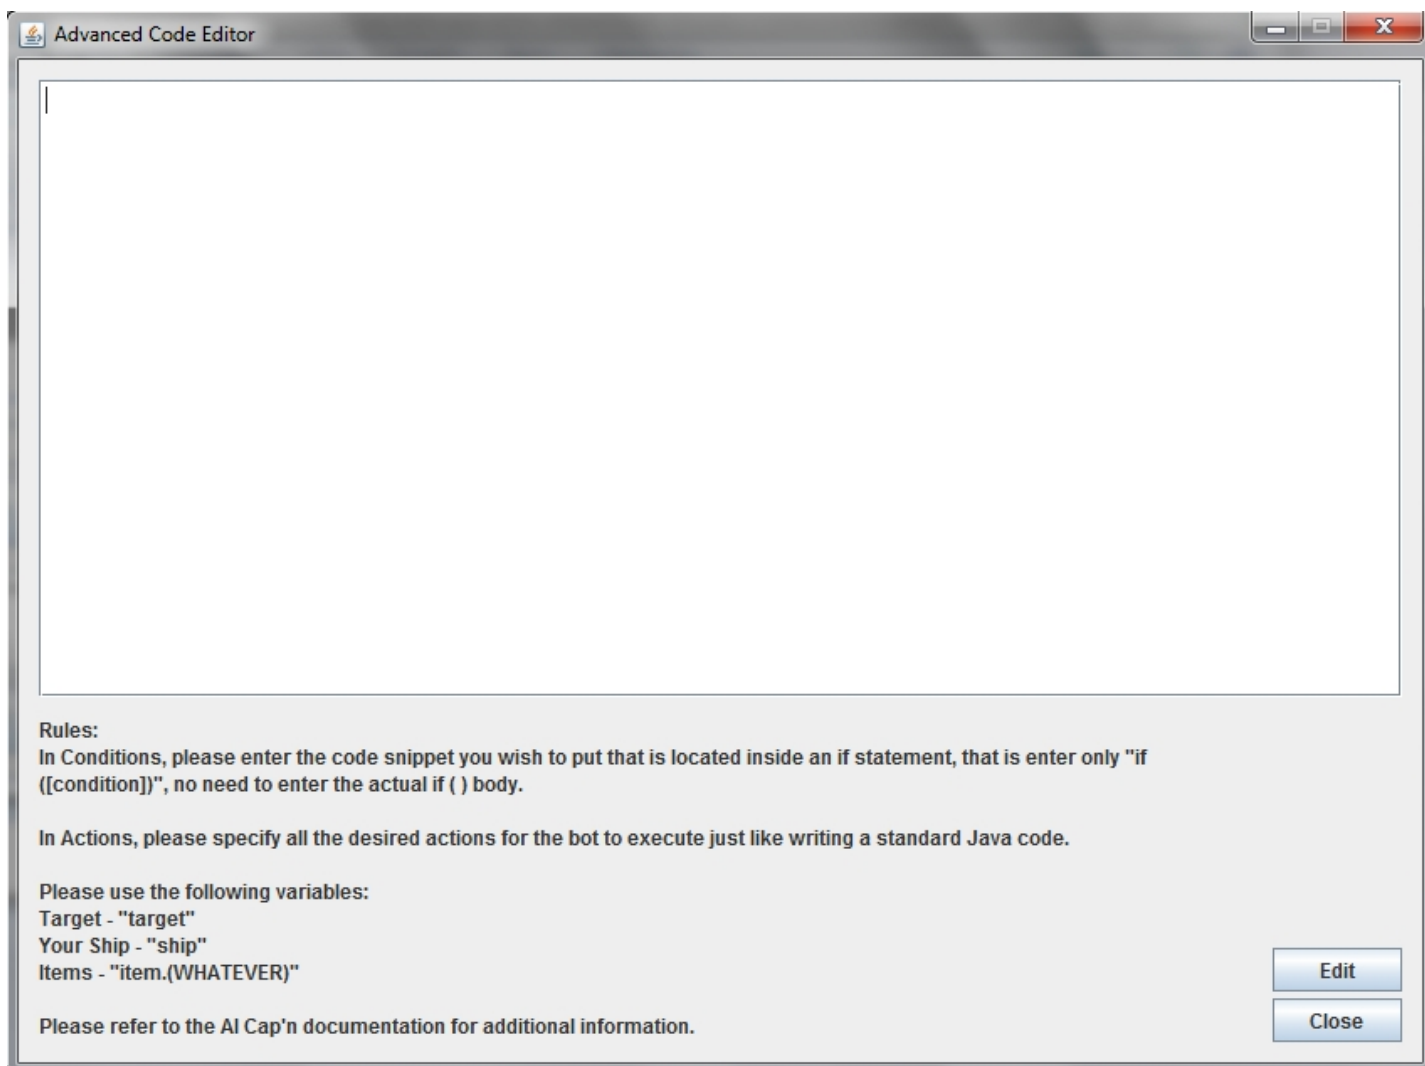 Advanced Code Editor
Rules:
In Conditions, please enter the code snippet you wish to put that is located inside an if statement, that is enter only "if
([condition])", no need to enter the actual if ( ) body.
In Actions, please specify all the desired actions for the bot to execute just like writing a standard Java code.
Please use the following variables:
Target - "target"
Your Ship - "ship"
Items - "item.(WHATEVER)"
Please refer to the AI Cap'n documentation for additional information.
Edit
Close